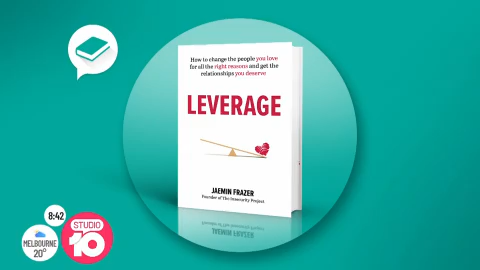 How to change the people you love
for all the right reasons and get the
relationships you deserve
LEVERAGE
JAEMIN FRAZER
Founder of The Insecurity Project
8:42
MELBOURNE
20°
STUDIO
10